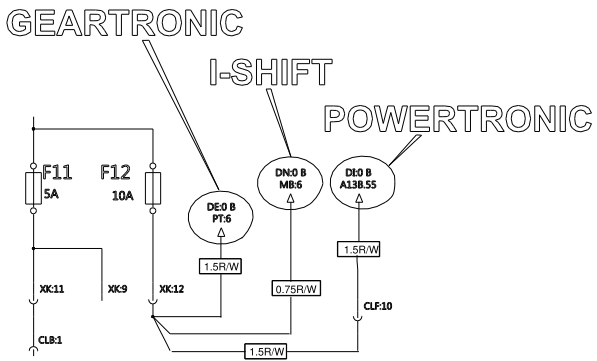 GEARTRONIC
I-SHIFT
POWERTRONIC
F11
5A
F12
10A
DE:0 B
PT:6
DN:0 B
MB:6
DI:0 B
A13B.55
1.5R/W
1.5R/W
0.75R/W
XK:11
XK:9
XK:12
CLF:10
CLB:1
1.5R/W